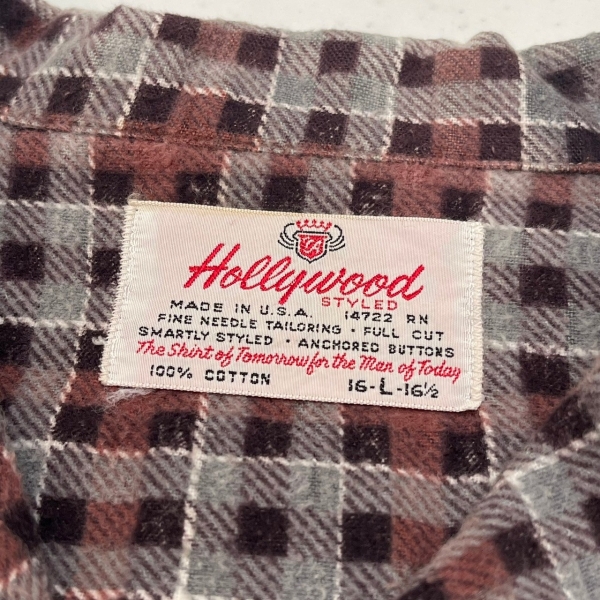 CA
Hollywood
STYLED
MADE IN U.S.A. 14722 RN
FINE NEEDLE TAILORING · FULL CUT
SMARTLY STYLED · ANCHORED BUTTONS
The Shirt of Tomorrow for the Man of Today
100% COTTON 16-L-16½